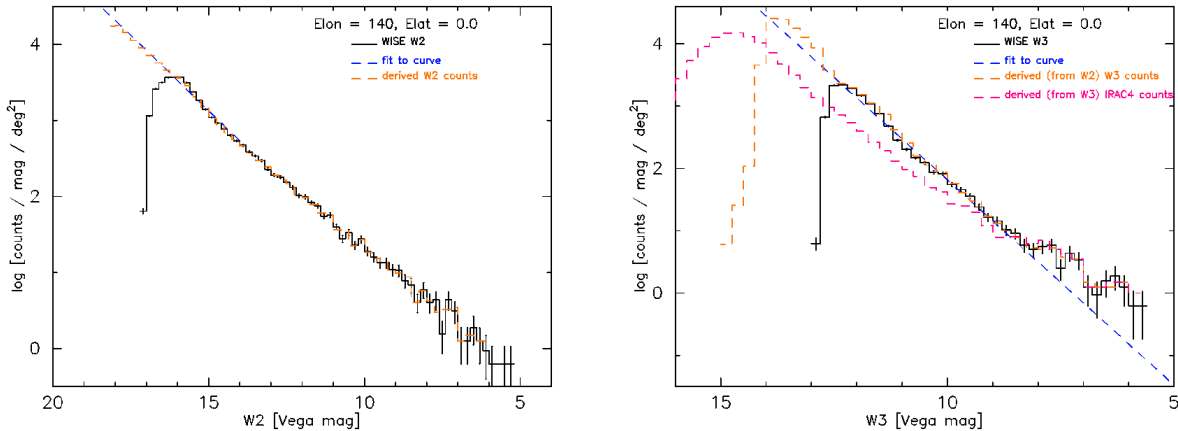 Elon = 140, Elat = 0.0
WISE W2
fit to curve
derived W2 counts
log [counts / mag / deg²]
4
2
0
20
15
10
5
W2 [Vega mag]
Elon = 140, Elat = 0.0
WISE W3
fit to curve
derived (from W2) W3 counts
derived (from W3) IRAC4 counts
log [counts / mag / deg²]
4
2
0
15
10
5
W3 [Vega mag]